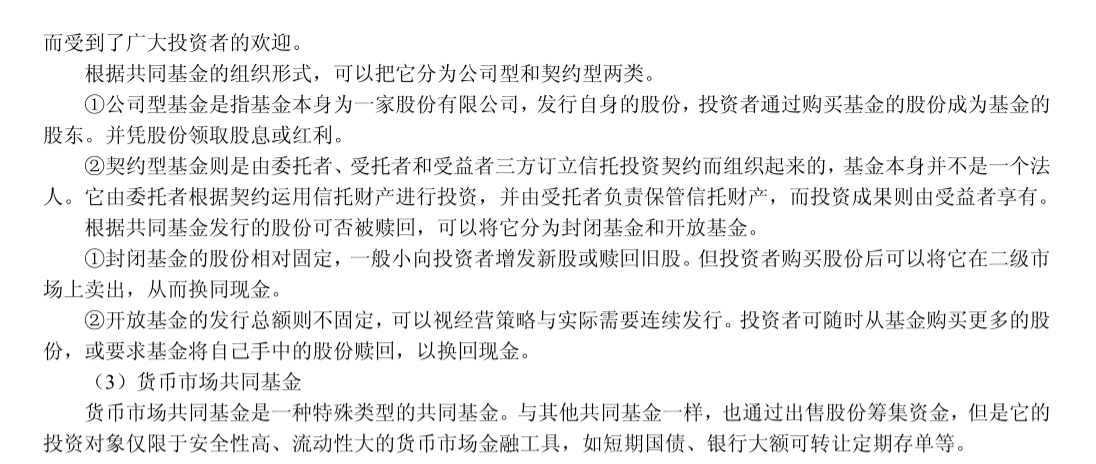 而受到了广大投资者的欢迎。
根据共同基金的组织形式，可以把它分为公司型和契约型两类。
①公司型基金是指基金本身为一家股份有限公司，发行自身的股份，投资者通过购买基金的股份成为基金的
股东。并凭股份领取股息或红利。
②契约型基金则是由委托者、受托者和受益者三方订立信托投资契约而组织起来的，基金本身并不是一个法
人。它由委托者根据契约运用信托财产进行投资，并由受托者负责保管信托财产，而投资成果则由受益者享有。
根据共同基金发行的股份可否被赎回，可以将它分为封闭基金和开放基金。
①封闭基金的股份相对固定，一般小向投资者增发新股或赎回旧股。但投资者购买股份后可以将它在二级市
场上卖出，从而换同现金。
②开放基金的发行总额则不固定，可以视经营策略与实际需要连续发行。投资者可随时从基金购买更多的股
份，或要求基金将自己手中的股份赎回，以换回现金。
（3）货币市场共同基金
货币市场共同基金是一种特殊类型的共同基金。与其他共同基金一样，也通过出售股份筹集资金，但是它的
投资对象仅限于安全性高、流动性大的货币市场金融工具，如短期国债、银行大额可转让定期存单等。